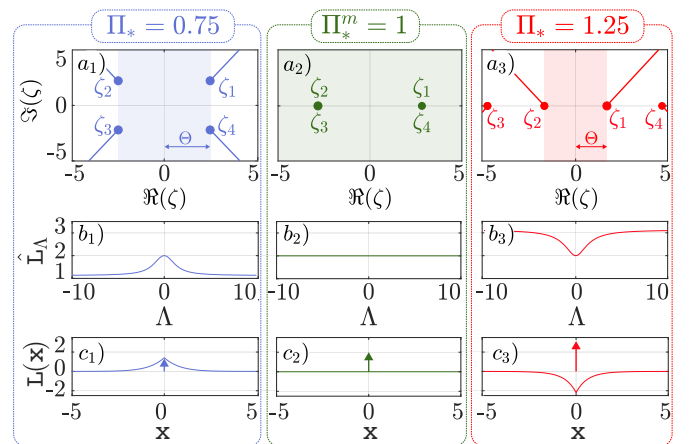 Π* = 0.75
Π*ᵐ = 1
Π* = 1.25
5
0
-5
ℑ(ζ)
a₁)
ζ₂
ζ₁
ζ₃
ζ₄
Θ
-5
0
5
ℜ(ζ)
a₂)
ζ₂
ζ₃
ζ₁
ζ₄
-5
0
5
ℜ(ζ)
a₃)
ζ₃
ζ₂
ζ₁
ζ₄
Θ
-5
0
5
ℜ(ζ)
L̂_Λ
3
2
1
b₁)
-10
0
10
Λ
b₂)
-10
0
10
Λ
b₃)
-10
0
10
Λ
L(x)
2
0
-2
c₁)
-5
0
5
x
c₂)
-5
0
5
x
c₃)
-5
0
5
x